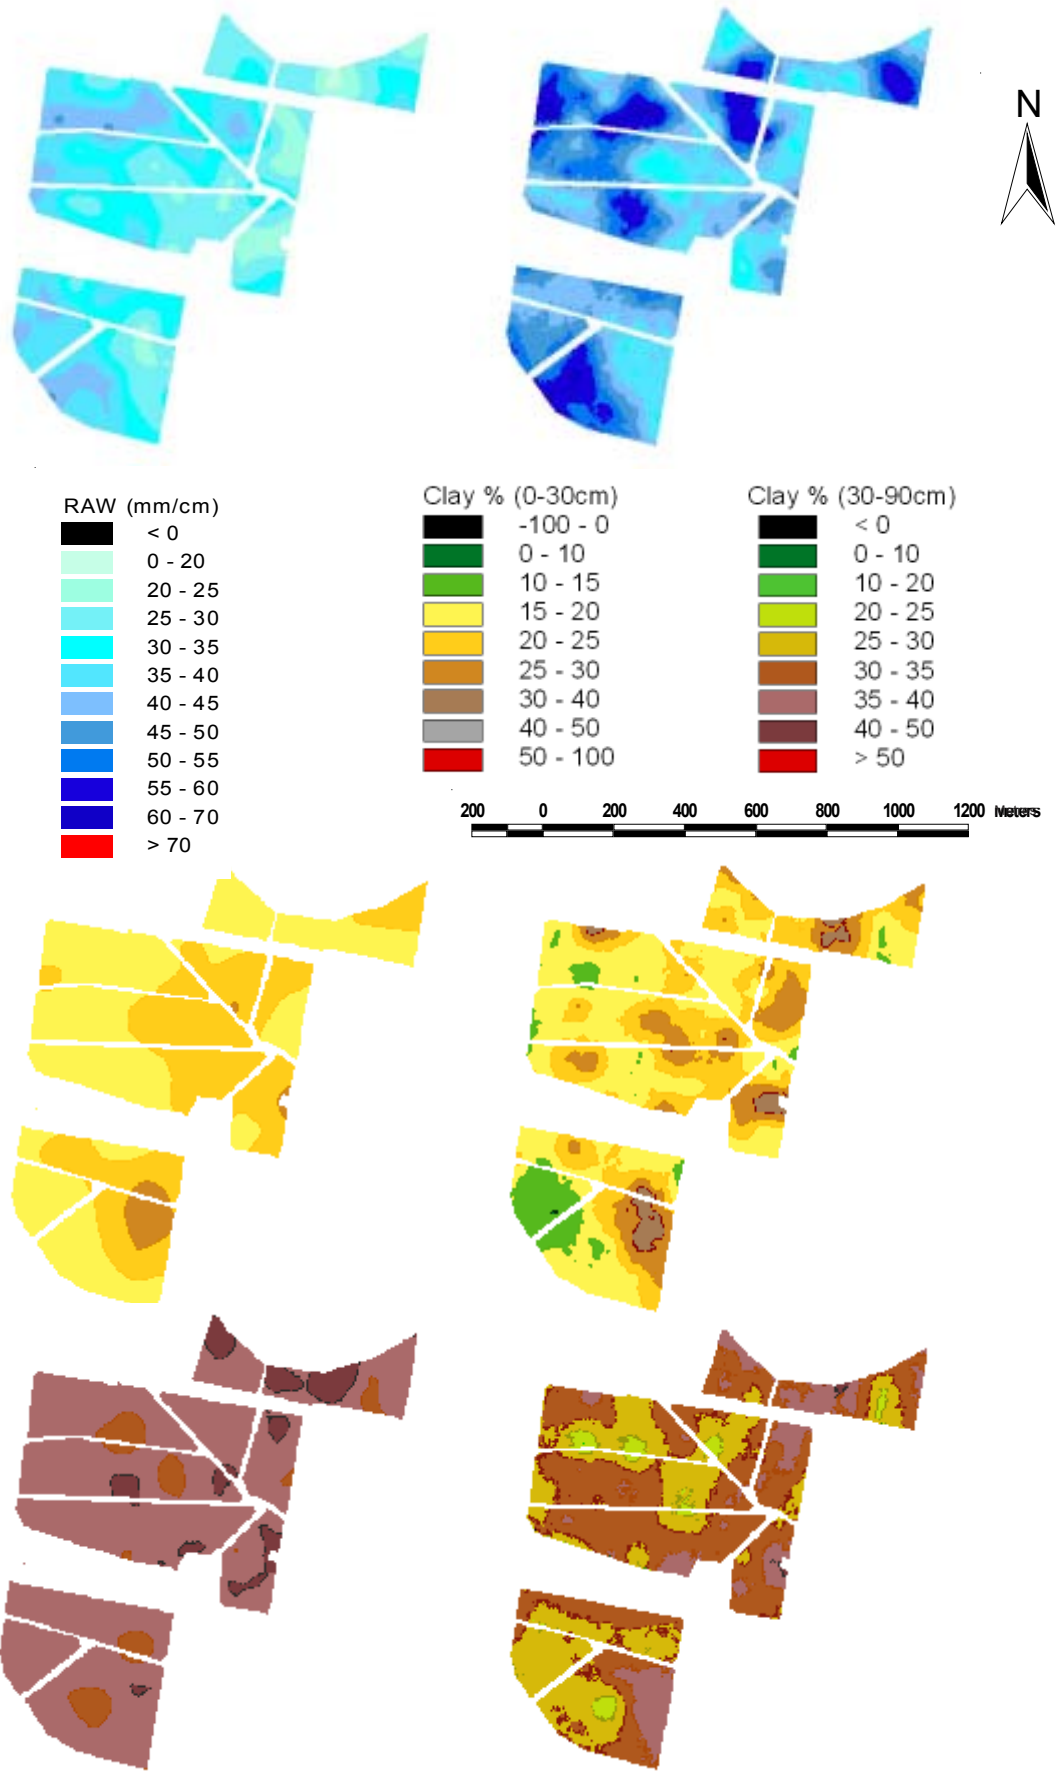 N
RAW (mm/cm)
< 0
0 - 20
20 - 25
25 - 30
30 - 35
35 - 40
40 - 45
45 - 50
50 - 55
55 - 60
60 - 70
> 70
Clay % (0-30cm)
-100 - 0
0 - 10
10 - 15
15 - 20
20 - 25
25 - 30
30 - 40
40 - 50
50 - 100
Clay % (30-90cm)
< 0
0 - 10
10 - 20
20 - 25
25 - 30
30 - 35
35 - 40
40 - 50
> 50
200 0 200 400 600 800 1000 1200 Meters